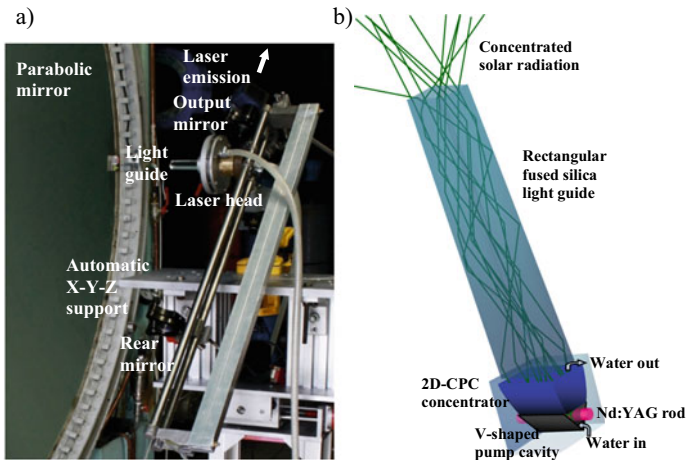 a)
Parabolic
mirror
Laser
emission
Output
mirror
Light
guide
Laser head
Automatic
X-Y-Z
support
Rear
mirror
b)
Concentrated
solar radiation
Rectangular
fused silica
light guide
Water out
2D-CPC
concentrator
Nd:YAG rod
V-shaped
pump cavity
Water in